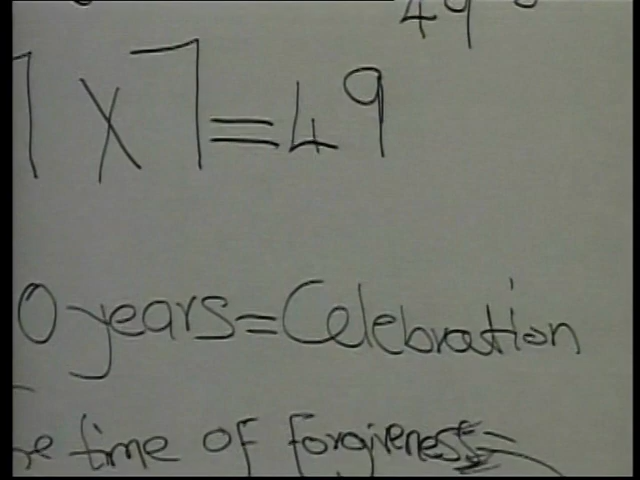 49
7 x 7 = 49
0 years = Celebration
time of forgiveness =